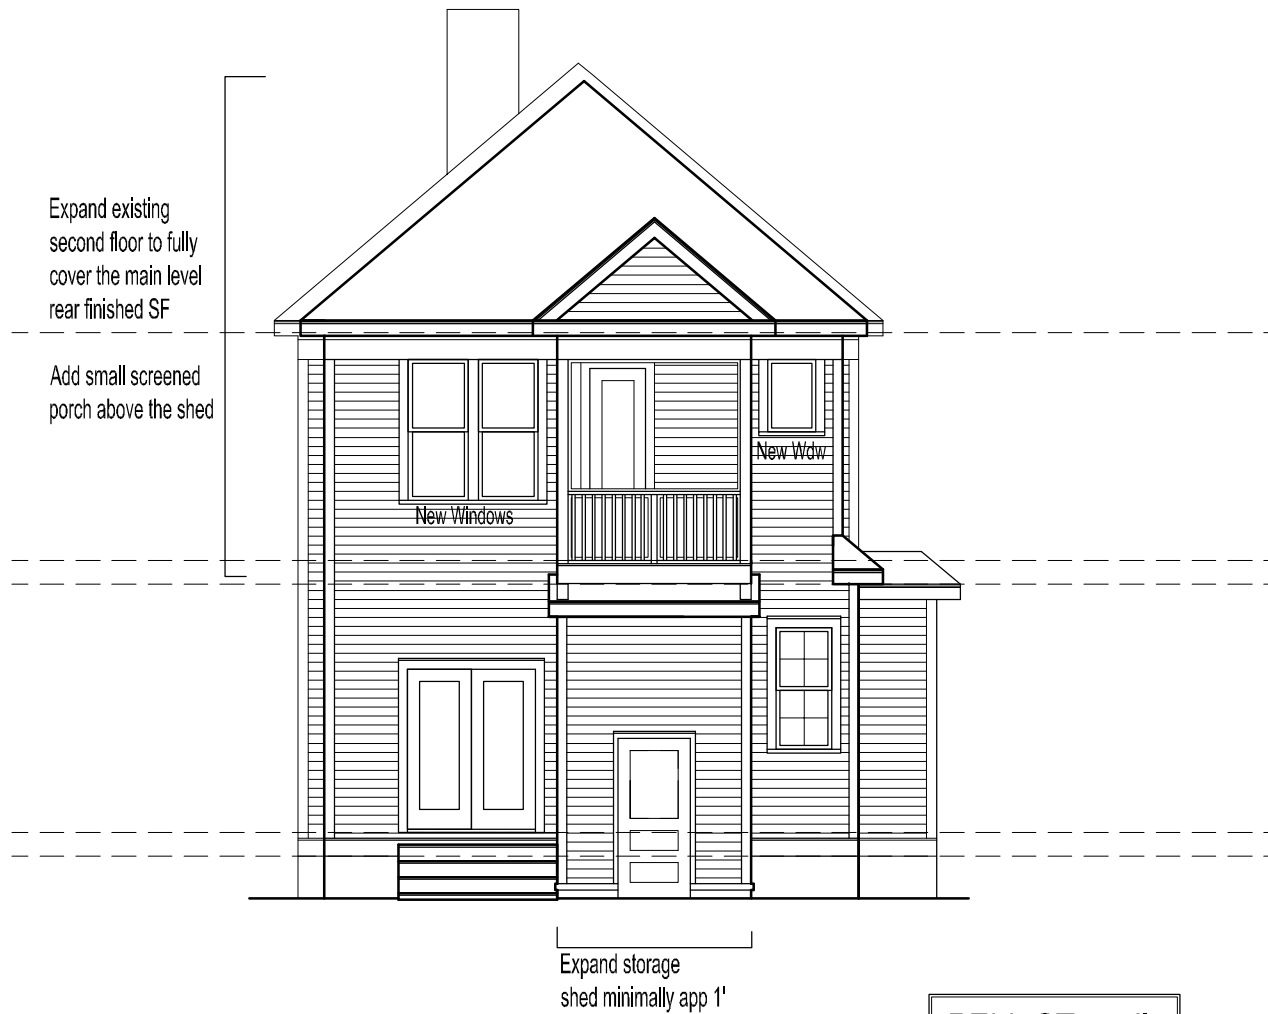 Expand existing
second floor to fully
cover the main level
rear finished SF
Add small screened
porch above the shed
New Wdw
New Windows
Expand storage
shed minimally app 1'